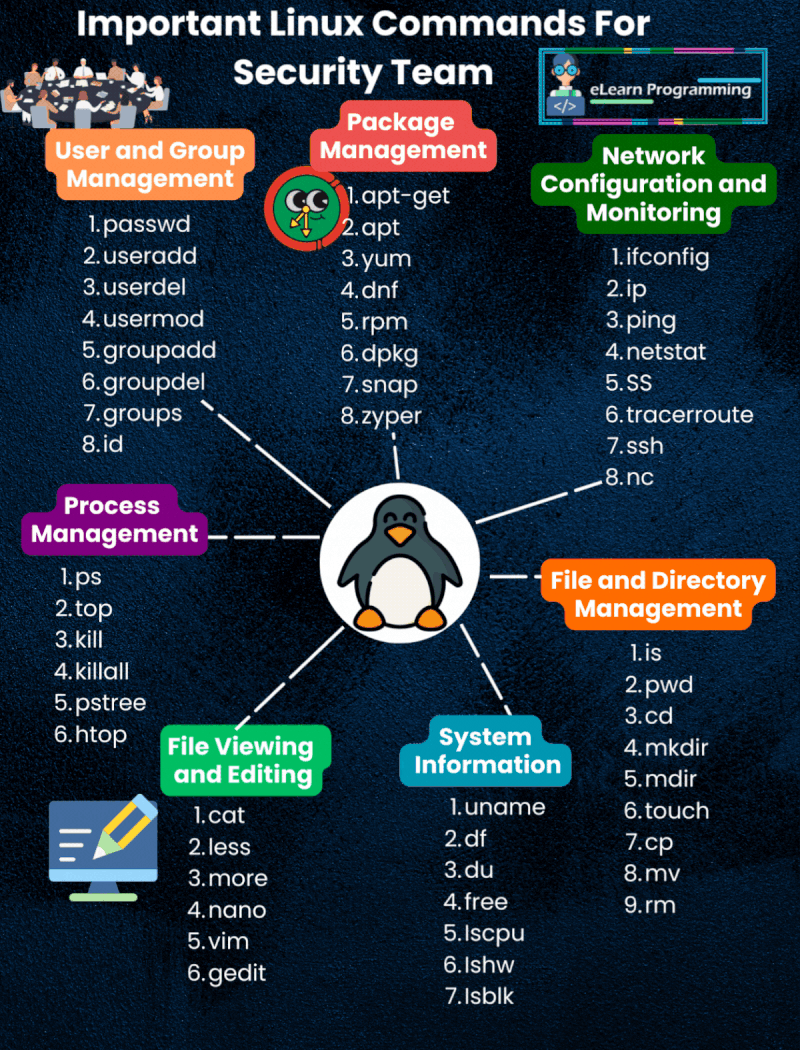 Important Linux Commands For
Security Team
eLearn Programming
</>
User and Group
Management
1.passwd
2.useradd
3.userdel
4.usermod
5.groupadd
6.groupdel
7.groups
8.id
Package
Management
1.apt-get
2.apt
3.yum
4.dnf
5.rpm
6.dpkg
7.snap
8.zyper
Network
Configuration and
Monitoring
1.ifconfig
2.ip
3.ping
4.netstat
5.SS
6.tracerroute
7.ssh
8.nc
Process
Management
1.ps
2.top
3.kill
4.killall
5.pstree
6.htop
File and Directory
Management
1.is
2.pwd
3.cd
4.mkdir
5.mdir
6.touch
7.cp
8.mv
9.rm
File Viewing
and Editing
1.cat
2.less
3.more
4.nano
5.vim
6.gedit
System
Information
1.uname
2.df
3.du
4.free
5.Iscpu
6.Ishw
7.Isblk